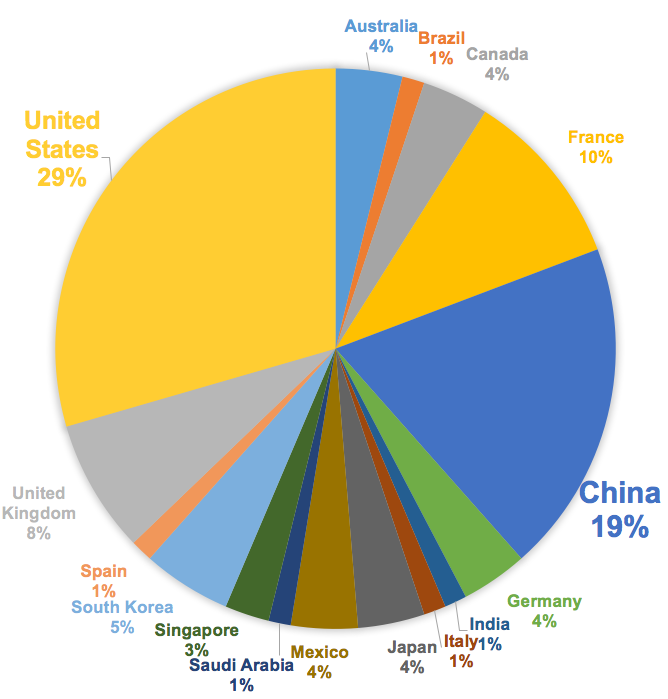 Australia
4%
Brazil
1%
Canada
4%
France
10%
China
19%
Germany
4%
India
1%
Italy
1%
Japan
4%
Mexico
4%
Saudi Arabia
1%
Singapore
3%
South Korea
5%
Spain
1%
United
Kingdom
8%
United
States
29%